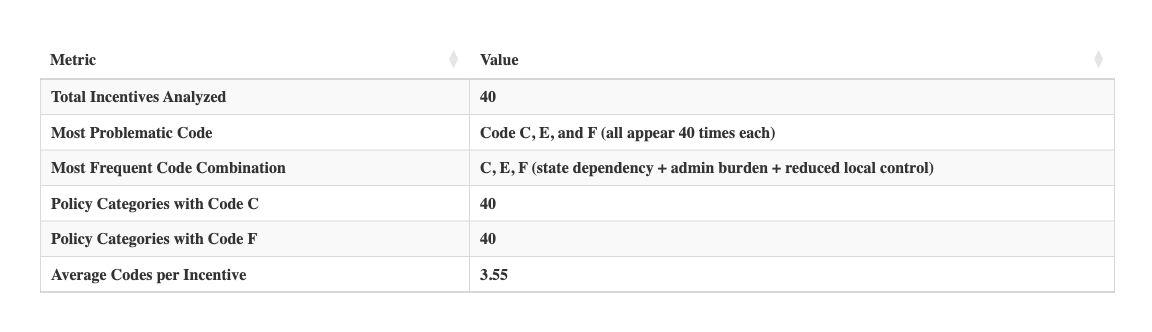 Metric Value
Total Incentives Analyzed 40
Most Problematic Code Code C, E, and F (all appear 40 times each)
Most Frequent Code Combination C, E, F (state dependency + admin burden + reduced local control)
Policy Categories with Code C 40
Policy Categories with Code F 40
Average Codes per Incentive 3.55